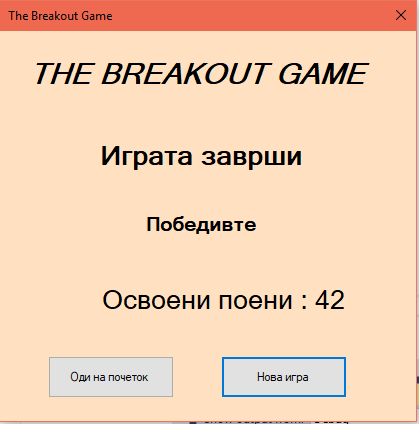 The Breakout Game
THE BREAKOUT GAME
Играта заврши
Победивте
Освоени поени : 42
Оди на почеток
Нова игра